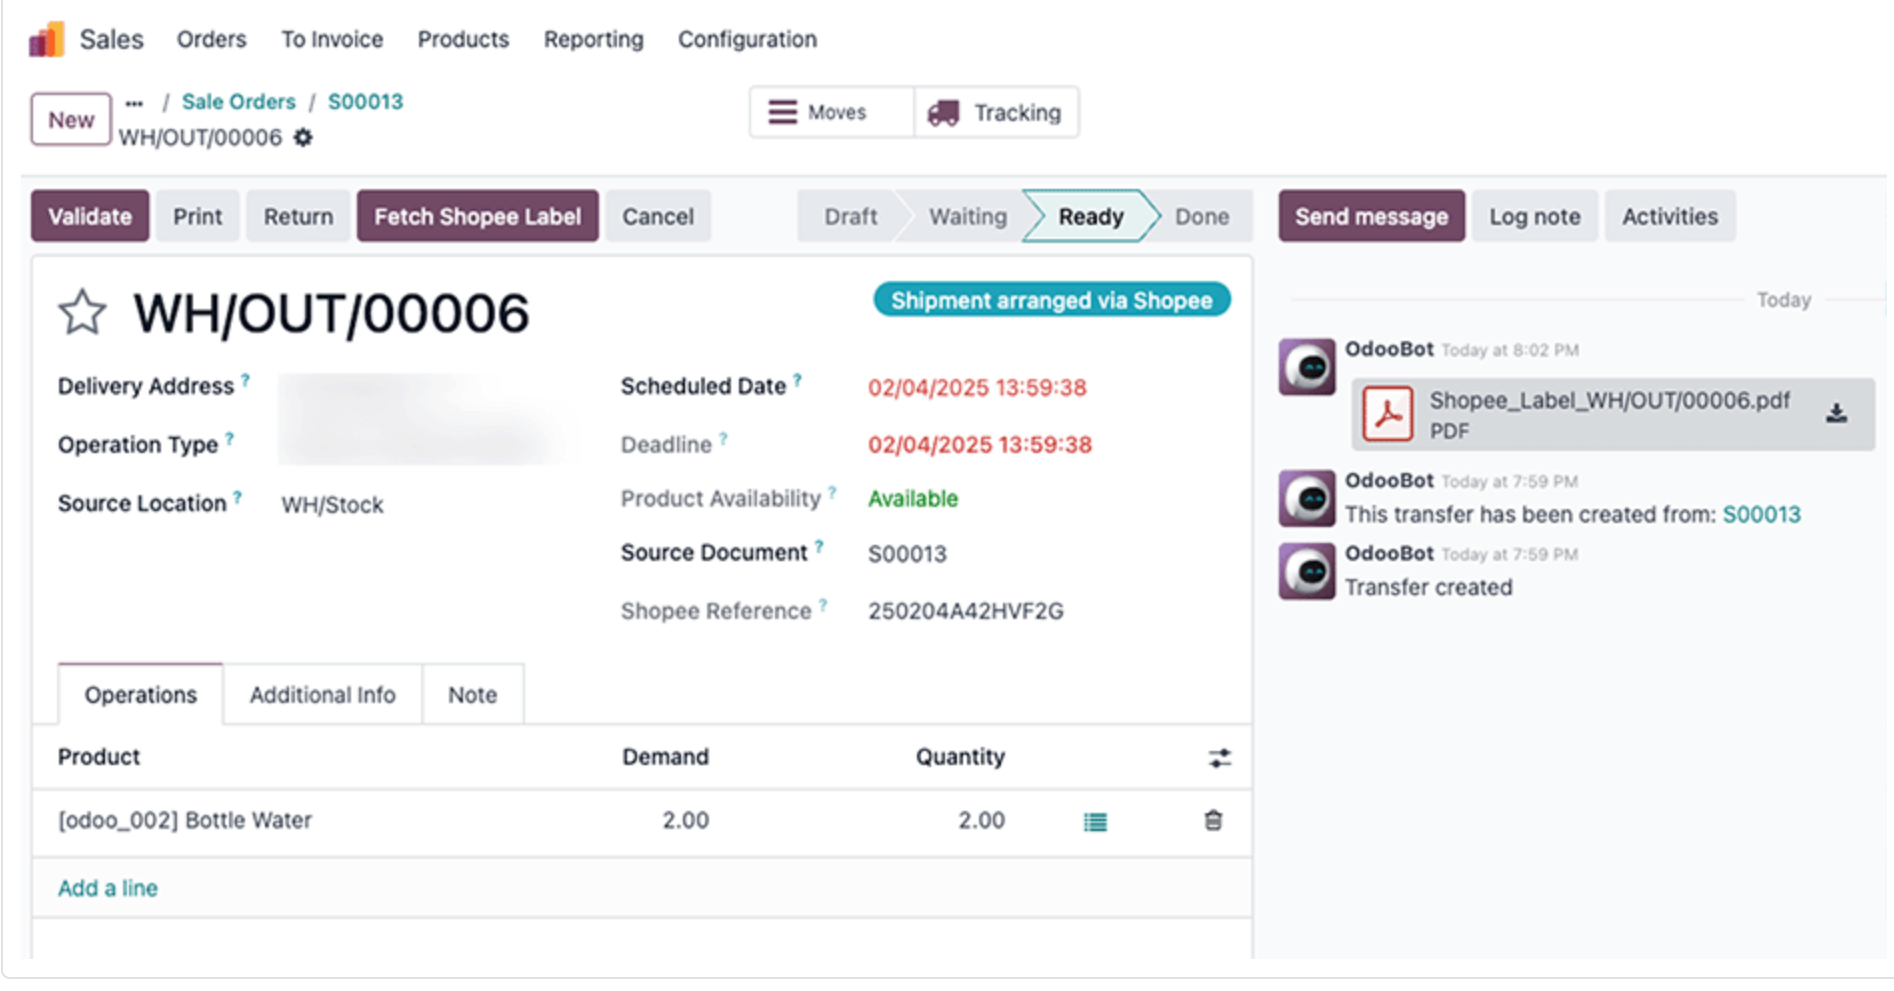 Sales Orders To Invoice Products Reporting Configuration
New ... / Sale Orders / S00013
WH/OUT/00006
Moves Tracking
Validate Print Return Fetch Shopee Label Cancel Draft Waiting Ready Done
Send message Log note Activities
WH/OUT/00006
Shipment arranged via Shopee
Delivery Address ?
Operation Type ?
Source Location ? WH/Stock
Scheduled Date ? 02/04/2025 13:59:38
Deadline ? 02/04/2025 13:59:38
Product Availability ? Available
Source Document ? S00013
Shopee Reference ? 250204A42HVF2G
Operations Additional Info Note
Product Demand Quantity
[odoo_002] Bottle Water 2.00 2.00
Add a line
Today
OdooBot Today at 8:02 PM
Shopee_Label_WH/OUT/00006.pdf
PDF
OdooBot Today at 7:59 PM
This transfer has been created from: S00013
OdooBot Today at 7:59 PM
Transfer created